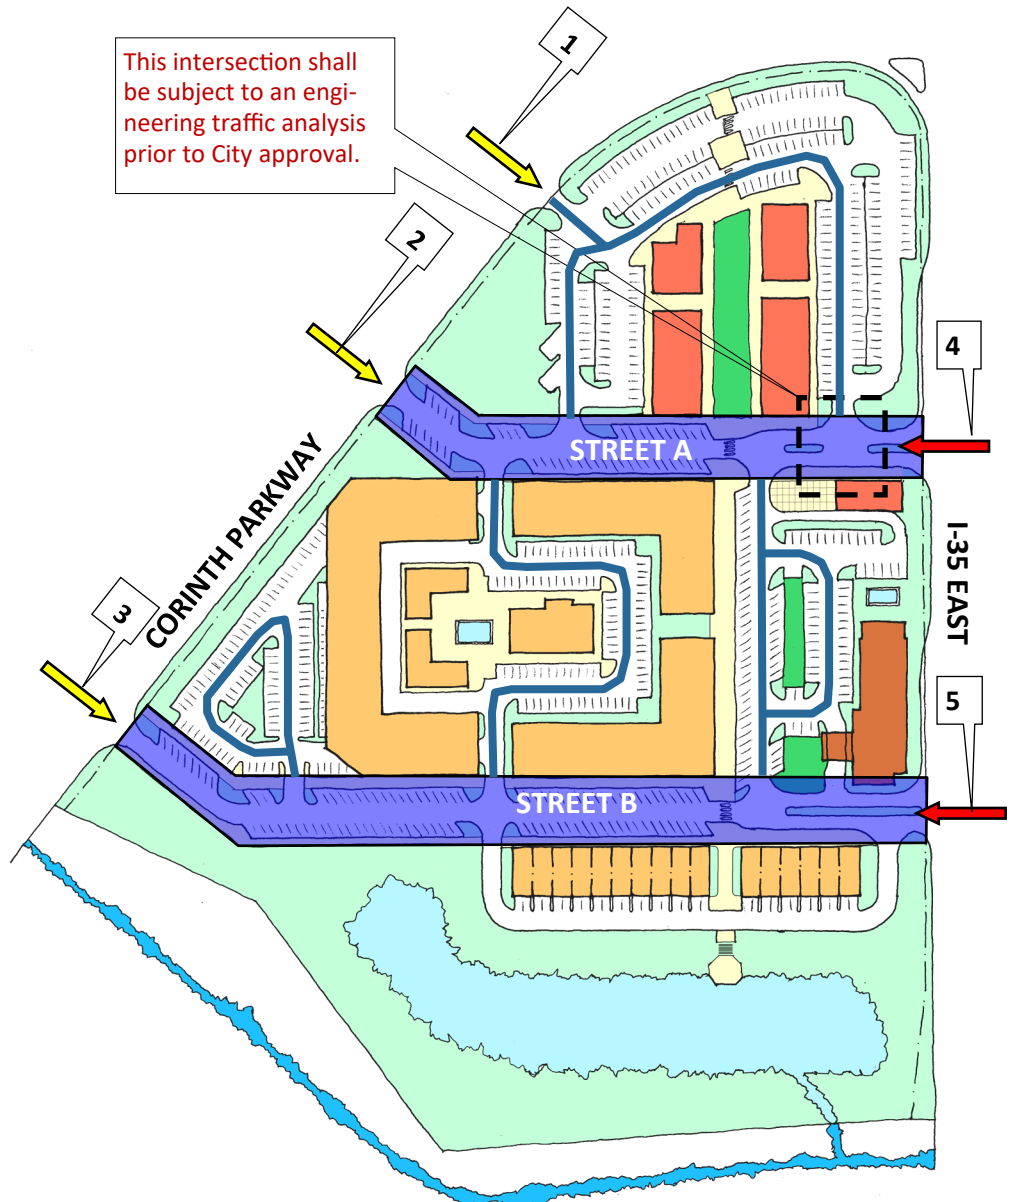 1
This intersection shall
be subject to an engi-
neering traffic analysis
prior to City approval.
2
4
STREET A
CORINTH PARKWAY
I-35 EAST
3
5
STREET B